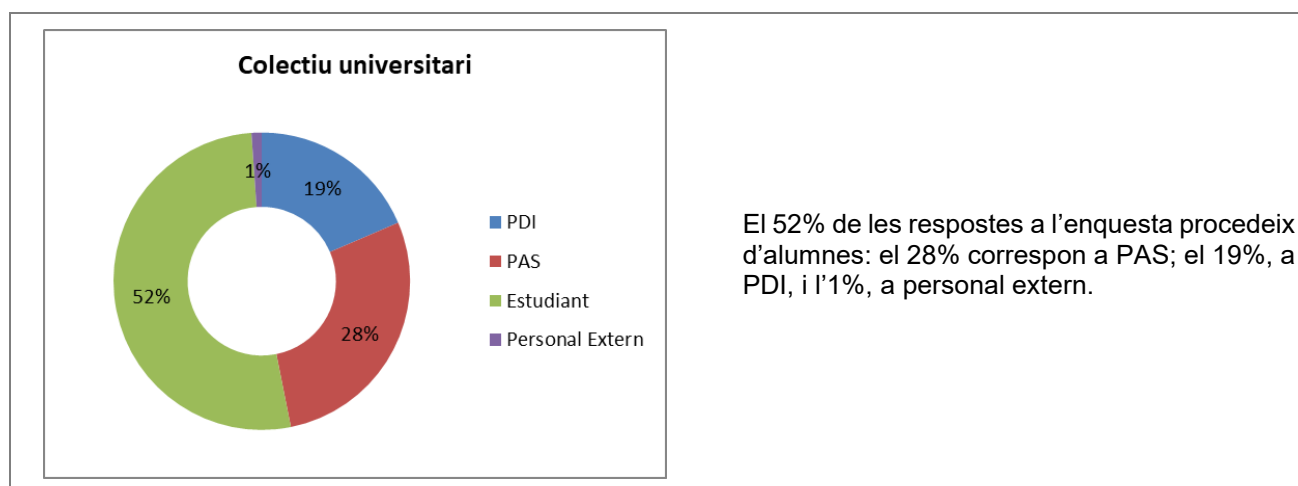 Colectiu universitari
1%
19%
52%
28%
PDI
PAS
Estudiant
Personal Extern
El 52% de les respostes a l’enquesta procedeix
d’alumnes: el 28% correspon a PAS; el 19%, a
PDI, i l’1%, a personal extern.